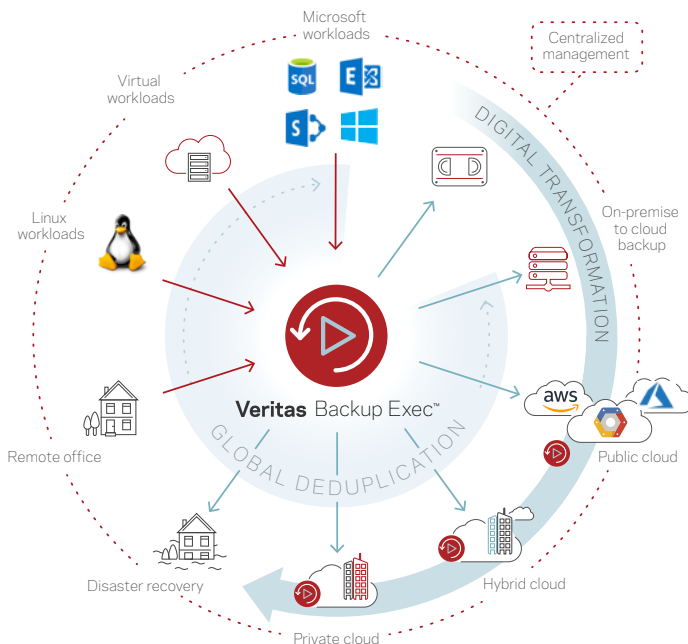 Microsoft
workloads
Centralized
management
Virtual
workloads
SQL
E
S
DIGITAL TRANSFORMATION
Linux
workloads
On-premise
to cloud
backup
Veritas Backup Exec™
aws
GLOBAL DEDUPLICATION
Remote office
Public cloud
Disaster recovery
Hybrid cloud
Private cloud